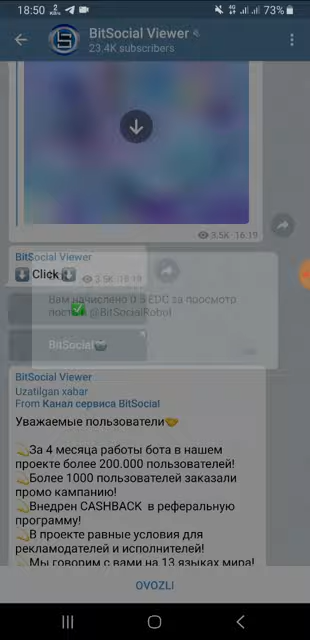 18:50
73%
BitSocial Viewer
23.4K subscribers
3.5K 16:19
BitSocial Viewer
Click
3.5K 16:19
Вам начислено 0.5 EDC за просмотр
поста @BitSocialRobot
BitSocial
BitSocial Viewer
Uzatilgan xabar
From Канал сервиса BitSocial
Уважаемые пользователи
За 4 месяца работы бота в нашем
проекте более 200.000 пользователей!
Более 1000 пользователей заказали
промо кампанию!
Внедрен CASHBACK в реферальную
программу!
В проекте равные условия для
рекламодателей и исполнителей!
Мы говорим с вами на 13 языках мира!
OVOZLI